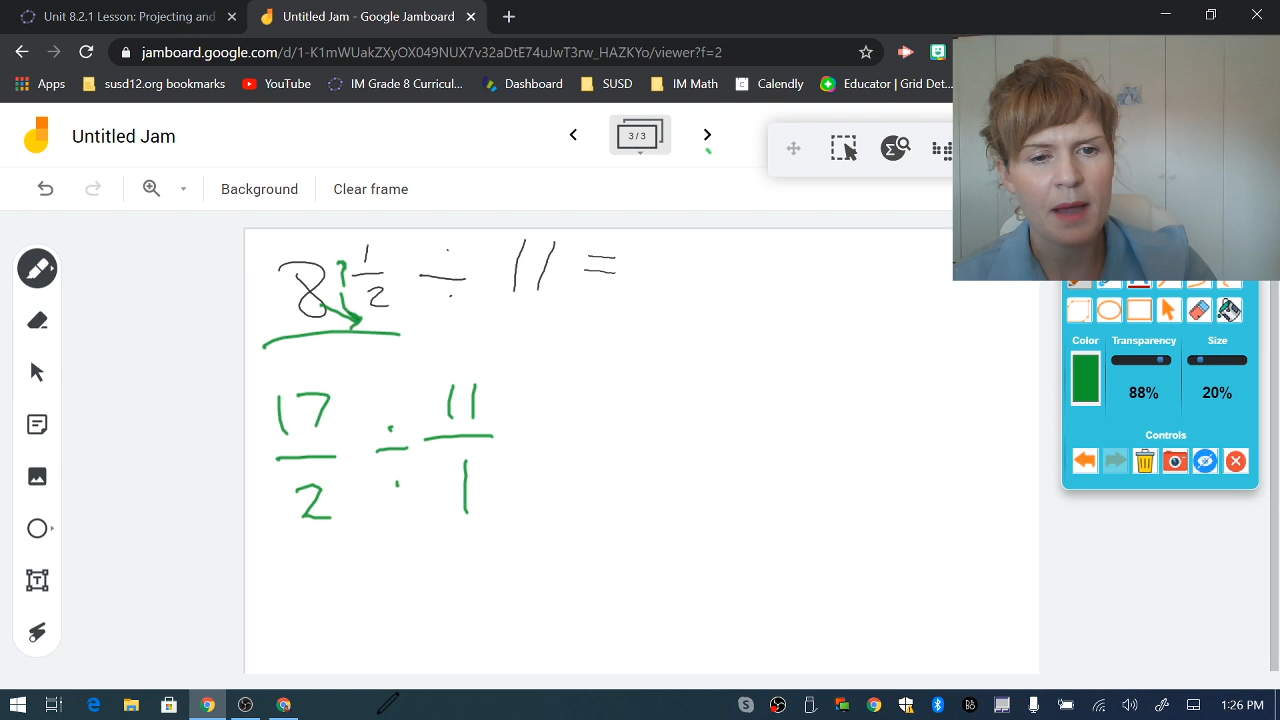 Unit 8.2.1 Lesson: Projecting and
Untitled Jam - Google Jamboard
jamboard.google.com/d/1-K1mWUakZXyOX049NUX7v32aDtE74uJwT3rw_HAZKYo/viewer?f=2
Apps
susd12.org bookmarks
YouTube
IM Grade 8 Curricul...
Dashboard
SUSD
IM Math
Calendly
Educator | Grid Det...
Untitled Jam
3/3
Background
Clear frame
8 1/2 ÷ 11 =
17/2 ÷ 11/1
Color
Transparency
Size
88%
20%
Controls
1:26 PM